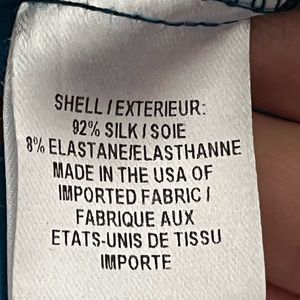 SHELL / EXTERIEUR:
92% SILK / SOIE
8% ELASTANE/ELASTHANNE
MADE IN THE USA OF
IMPORTED FABRIC /
FABRIQUE AUX
ETATS-UNIS DE TISSU
IMPORTE